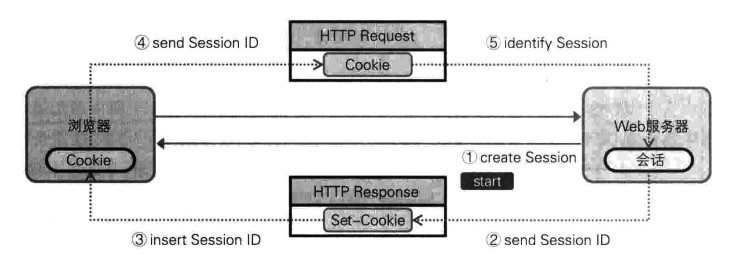 HTTP Request
④ send Session ID
⑤ identify Session
Cookie
浏览器
Web服务器
Cookie
① create Session
会话
start
HTTP Response
Set-Cookie
③ insert Session ID
② send Session ID